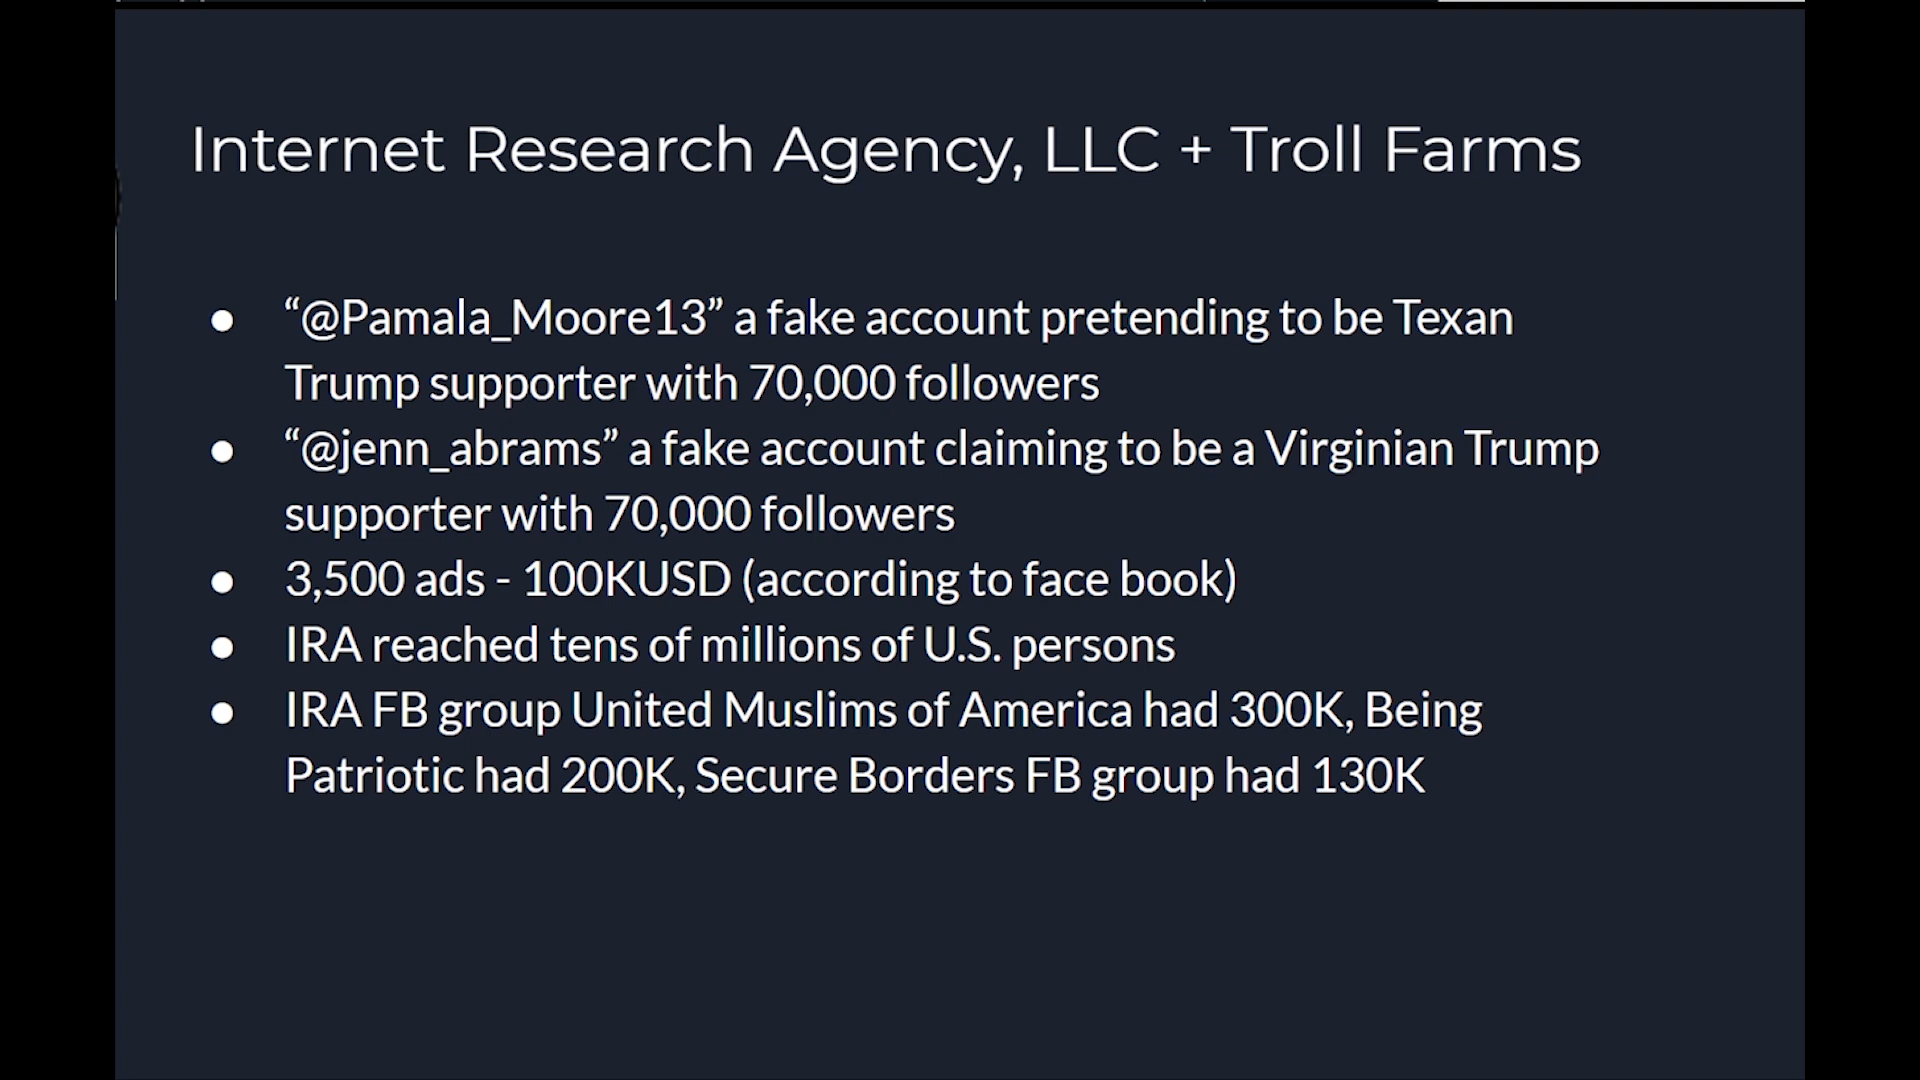 Internet Research Agency, LLC + Troll Farms
● “@Pamala_Moore13” a fake account pretending to be Texan
Trump supporter with 70,000 followers
● “@jenn_abrams” a fake account claiming to be a Virginian Trump
supporter with 70,000 followers
● 3,500 ads - 100KUSD (according to face book)
● IRA reached tens of millions of U.S. persons
● IRA FB group United Muslims of America had 300K, Being
Patriotic had 200K, Secure Borders FB group had 130K